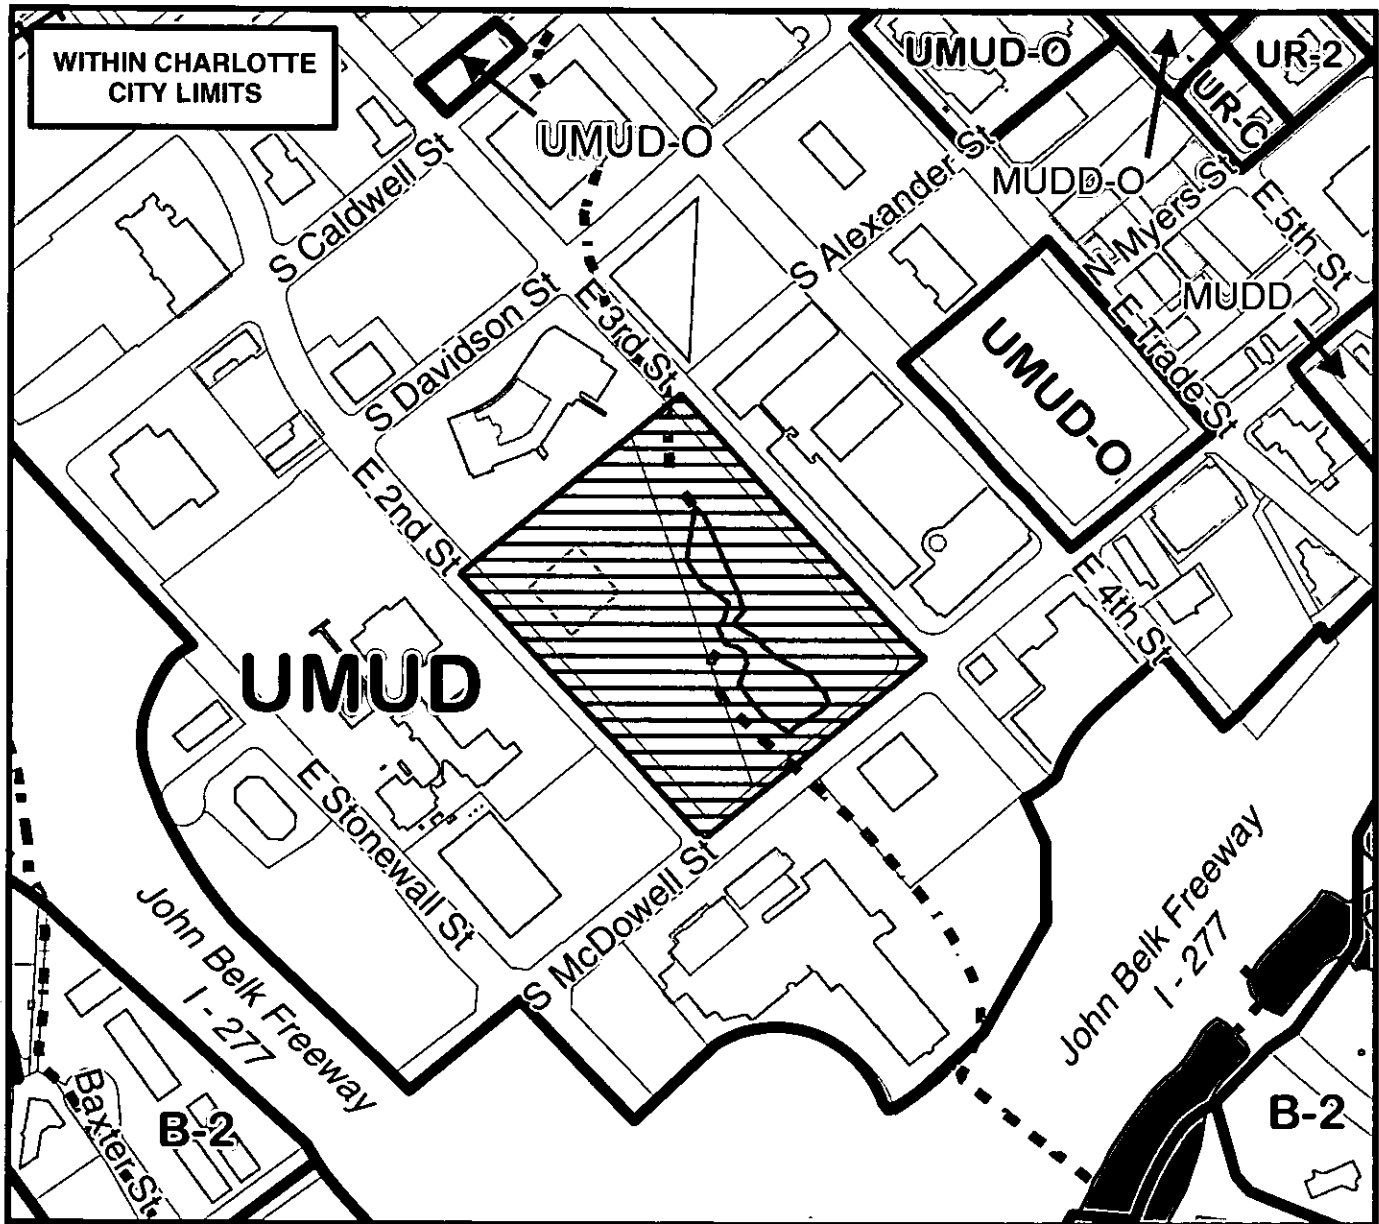 WITHIN CHARLOTTE
CITY LIMITS
UMUD-O
UMUD-O
UR-2
UR-C
MUDD-O
S Caldwell St
S Alexander St
N Myers St
E 5th St
MUDD
S Davidson St
E 3rd St
E Trade St
UMUD-O
E 2nd St
E 4th St
UMUD
E Stonewall St
S McDowell St
John Belk Freeway
I - 277
John Belk Freeway
I - 277
Baxter St
B-2
B-2